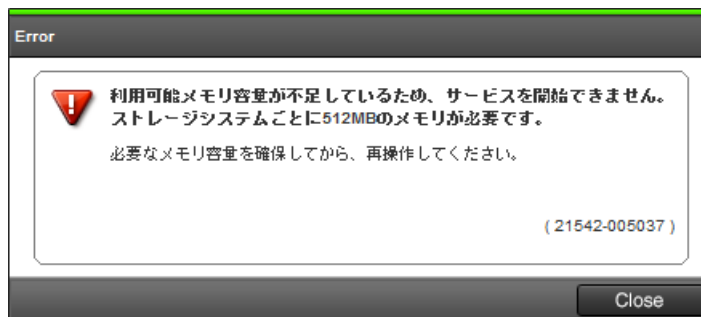 Error
利用可能メモリ容量が不足しているため、サービスを開始できません。
ストレージシステムごとに512MBのメモリが必要です。
必要なメモリ容量を確保してから、再操作してください。
( 21542-005037 )
Close